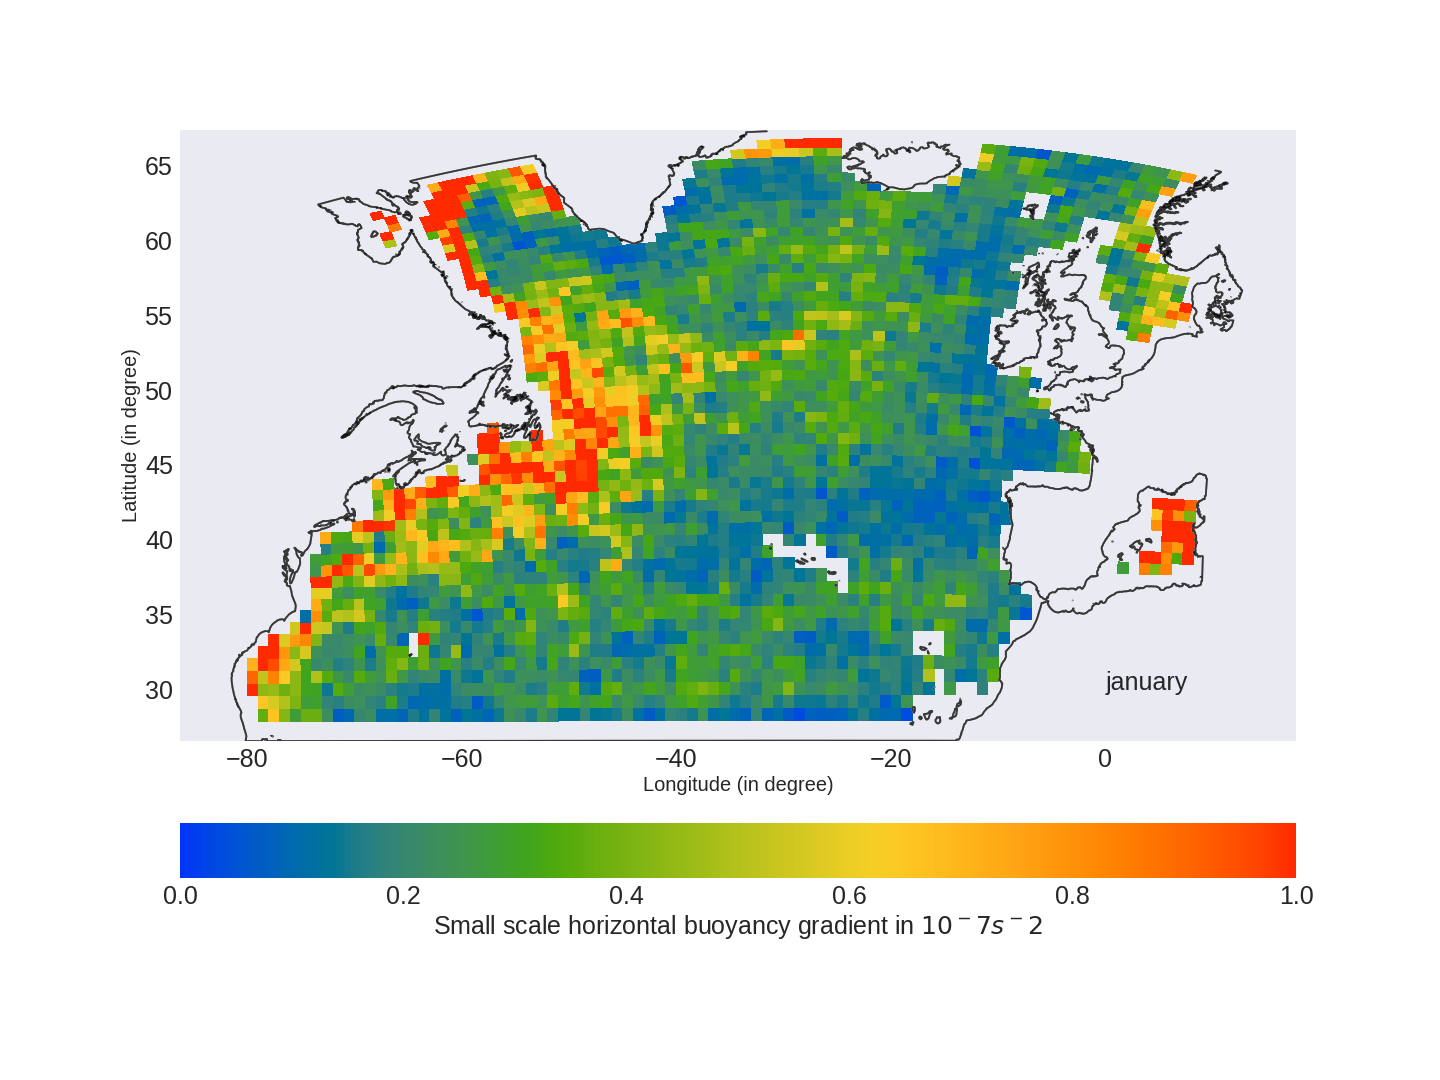 65
60
55
50
45
40
35
30
Latitude (in degree)
january
−80 −60 −40 −20 0
Longitude (in degree)
0.0 0.2 0.4 0.6 0.8 1.0
Small scale horizontal buoyancy gradient in 10⁻7s⁻2